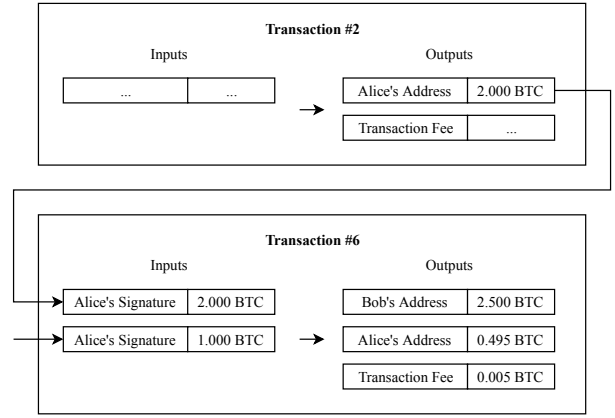 Transaction #2
Inputs Outputs
... ... Alice's Address 2.000 BTC
Transaction Fee ...
Transaction #6
Inputs Outputs
Alice's Signature 2.000 BTC Bob's Address 2.500 BTC
Alice's Signature 1.000 BTC Alice's Address 0.495 BTC
Transaction Fee 0.005 BTC